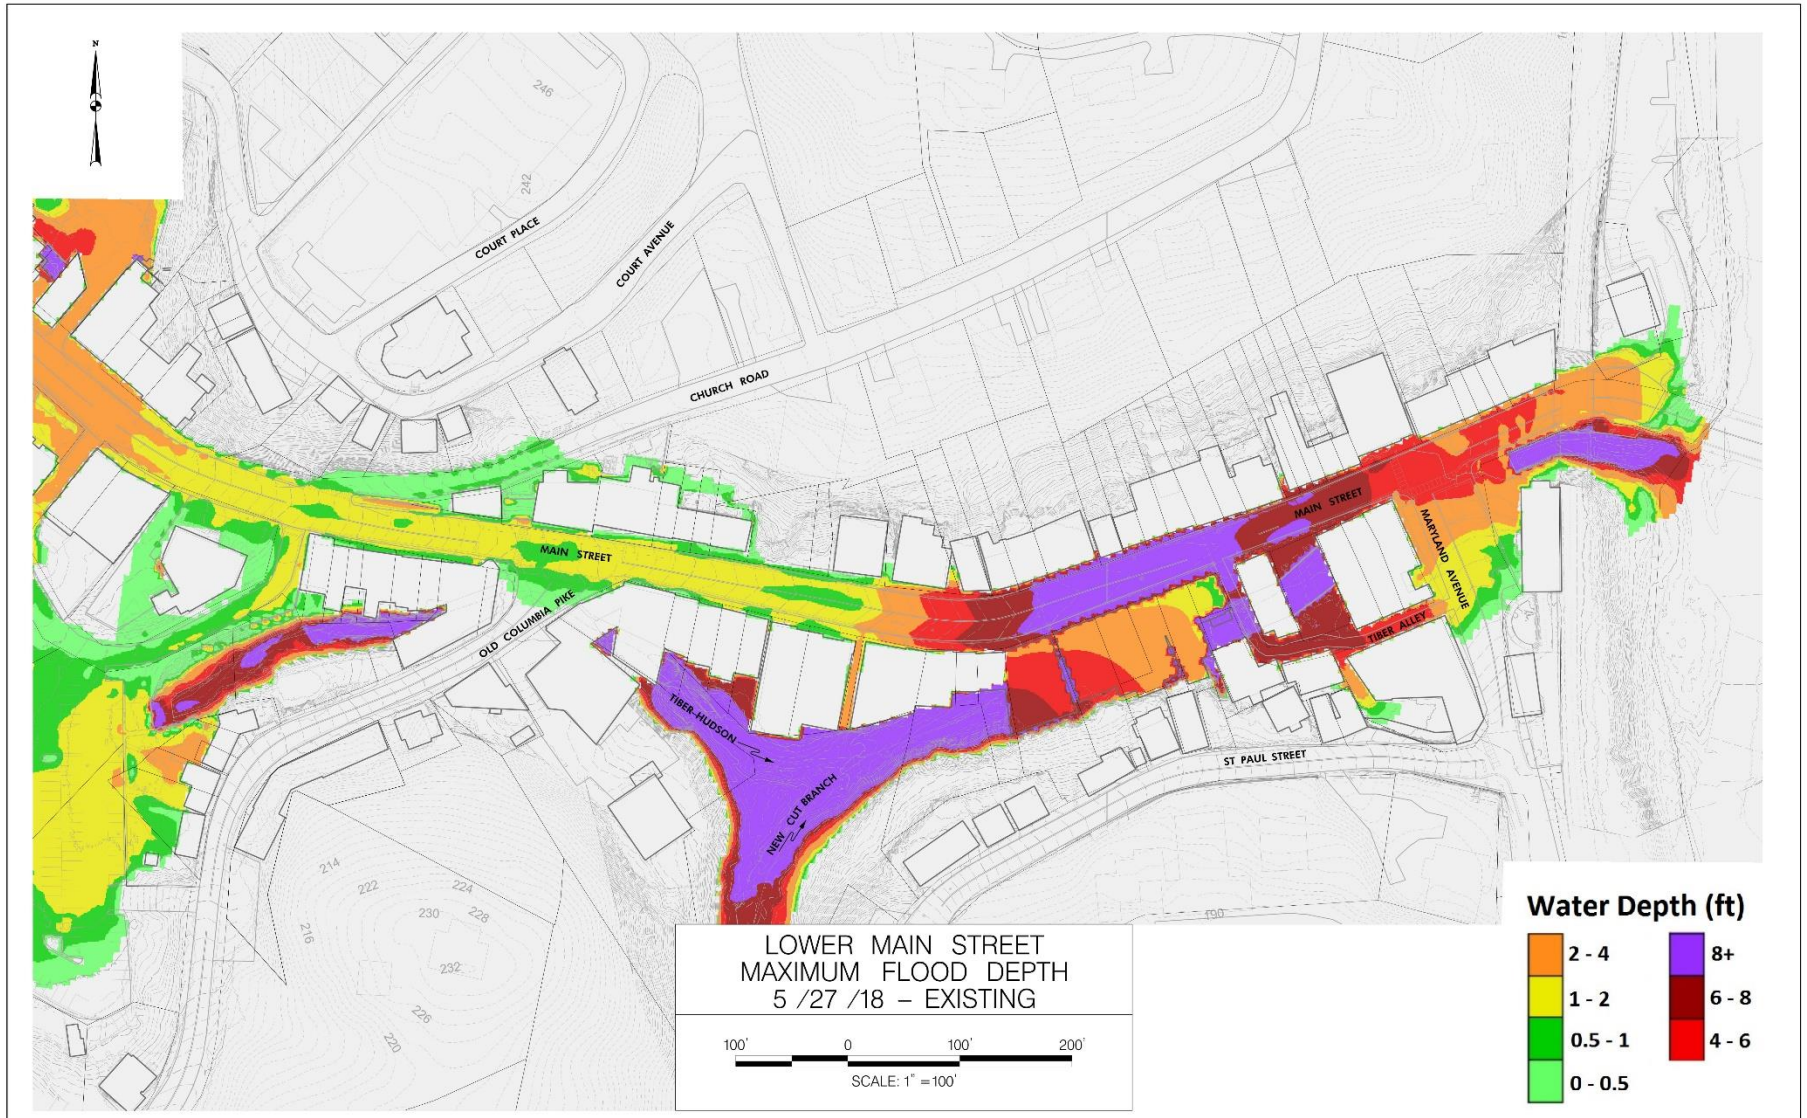 N
246
242
COURT PLACE
COURT AVENUE
CHURCH ROAD
MAIN STREET
MAIN STREET
MARYLAND AVENUE
OLD COLUMBIA PIKE
TIBER ALLEY
TIBER-HUDSON
ST PAUL STREET
NEW CUT BRANCH
214
222
224
230
228
216
232
226
220
190
LOWER MAIN STREET
MAXIMUM FLOOD DEPTH
5 /27 /18 – EXISTING
100' 0 100' 200'
SCALE: 1" =100'
Water Depth (ft)
2 - 4 8+
1 - 2 6 - 8
0.5 - 1 4 - 6
0 - 0.5